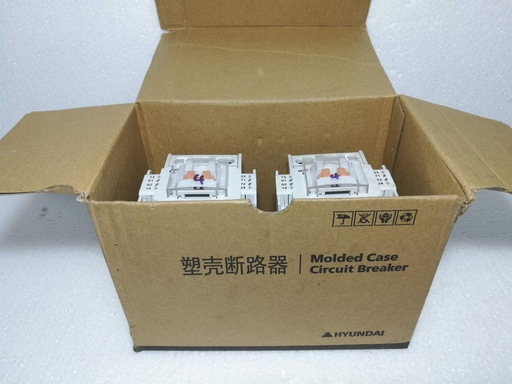 塑壳断路器
Molded Case
Circuit Breaker
HYUNDAI